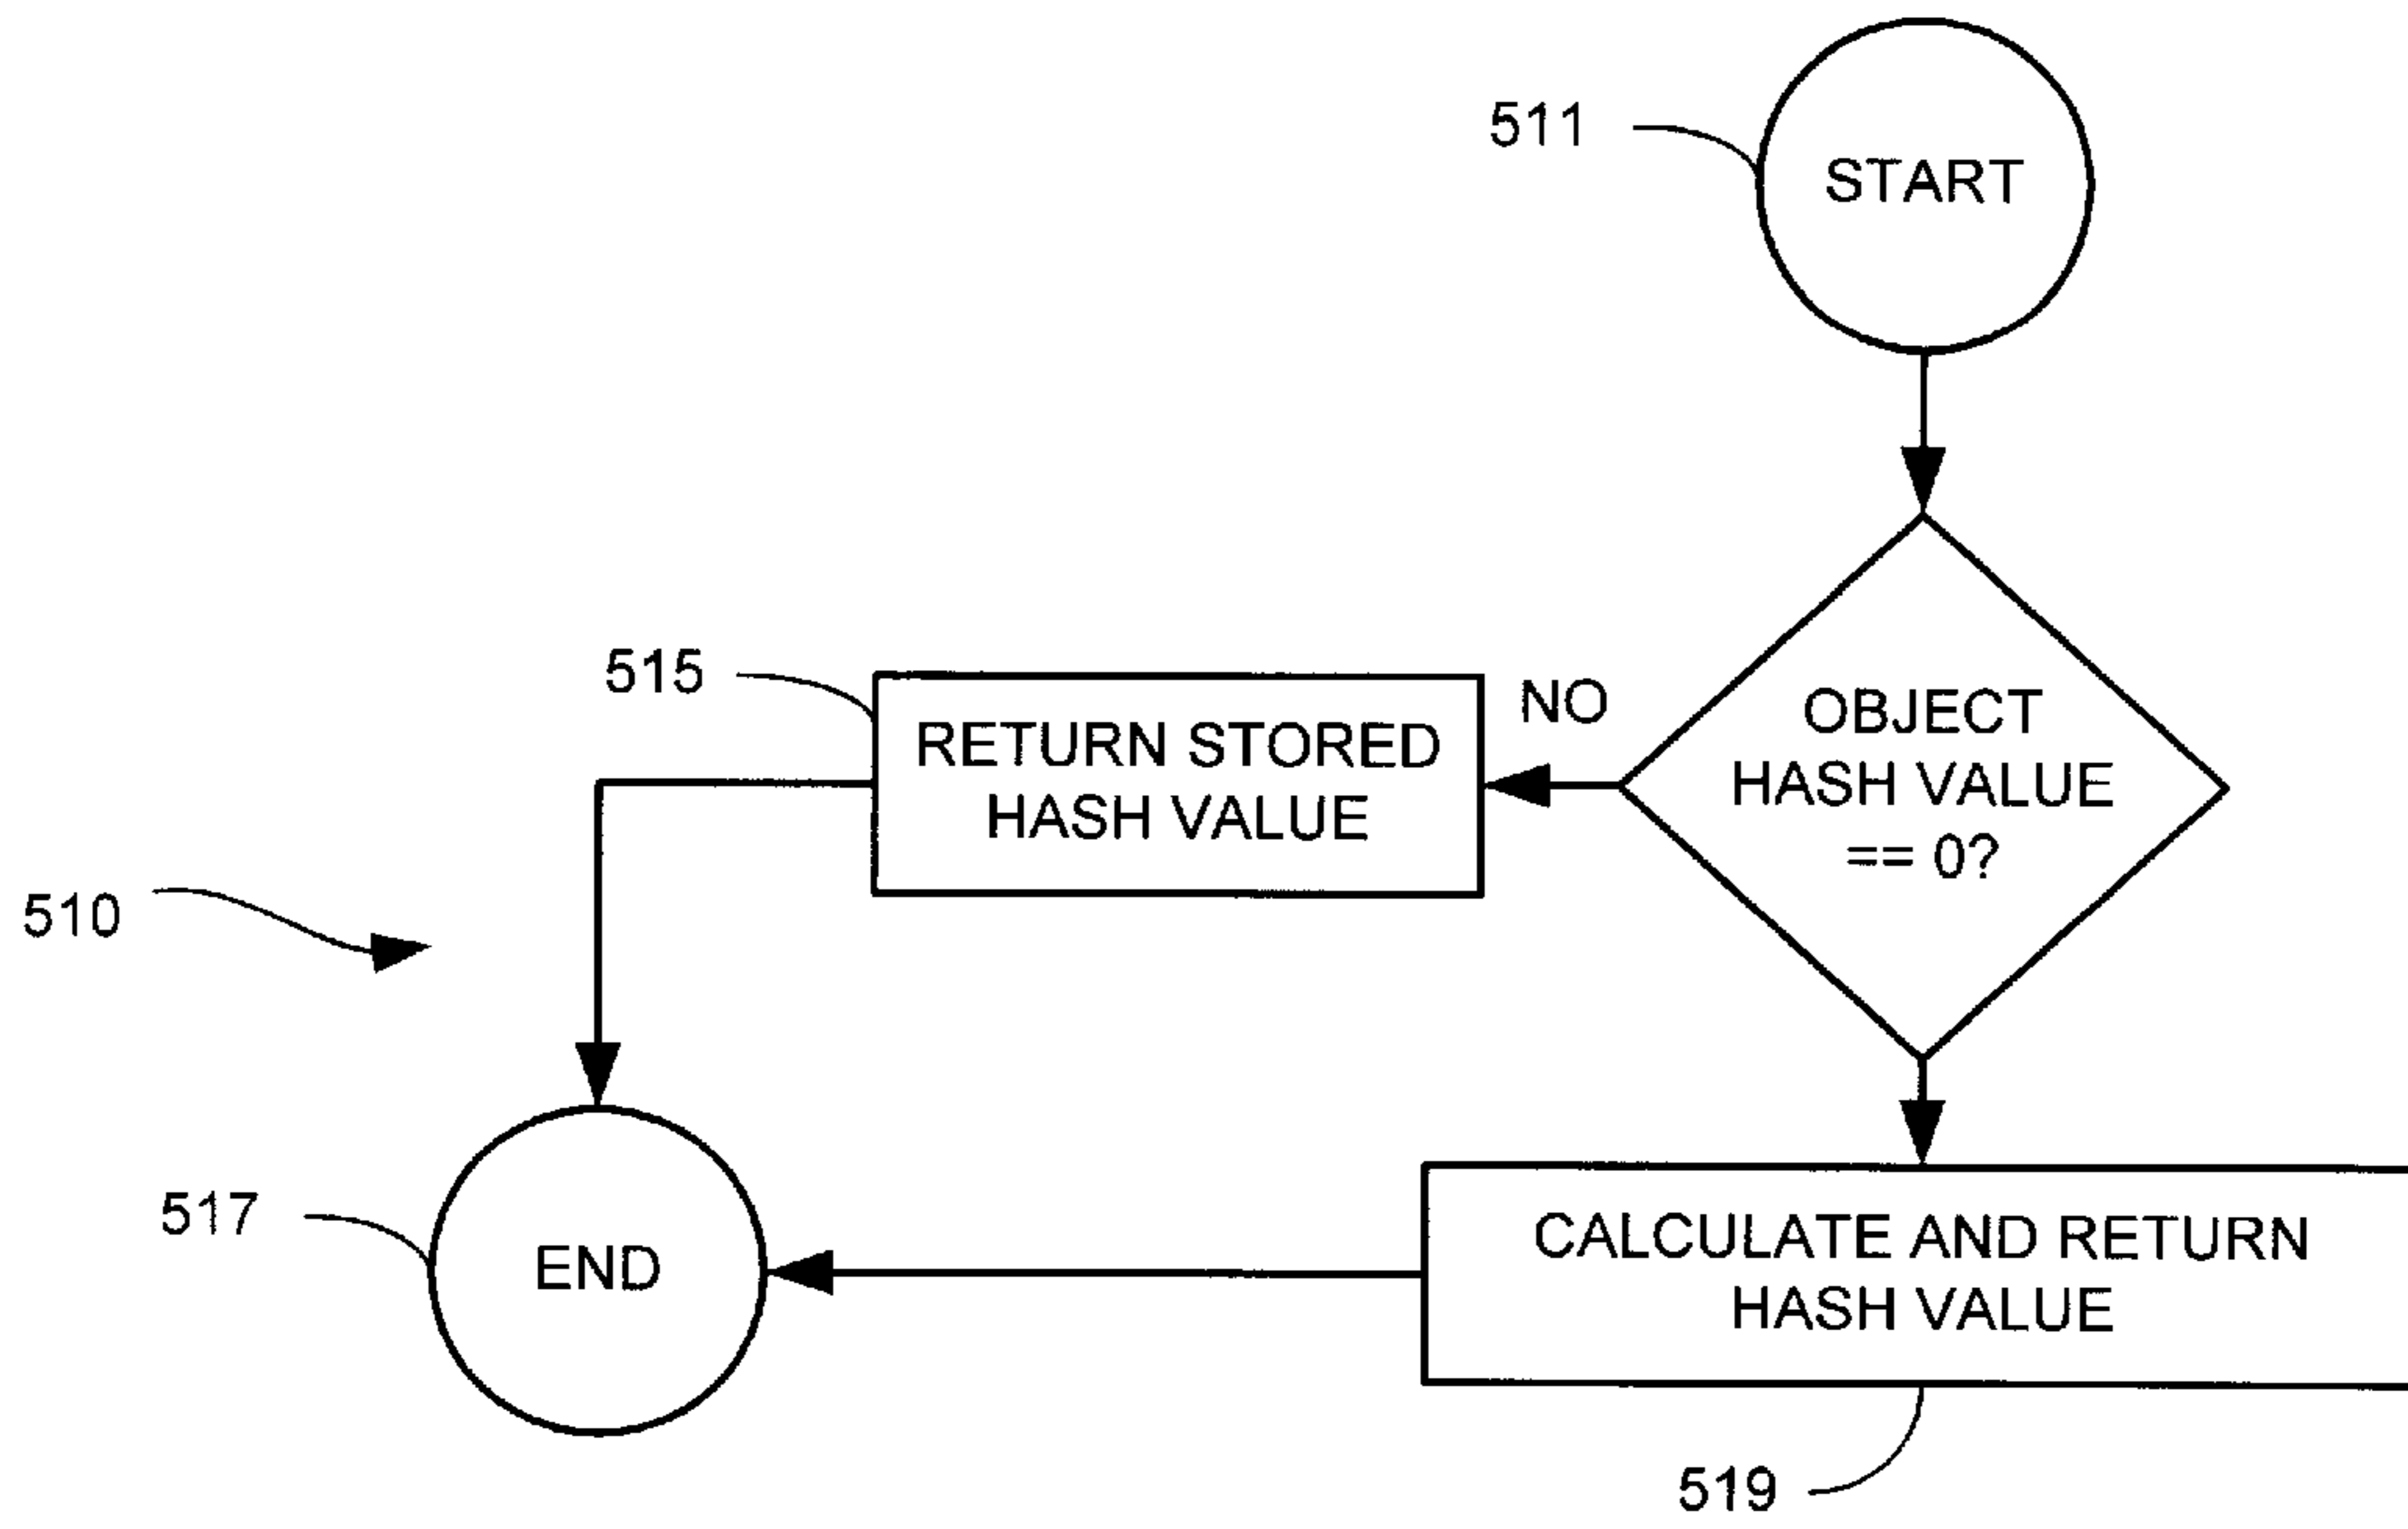 511
START
515
RETURN STORED
HASH VALUE
NO
OBJECT
HASH VALUE
== 0?
510
517
END
CALCULATE AND RETURN
HASH VALUE
519